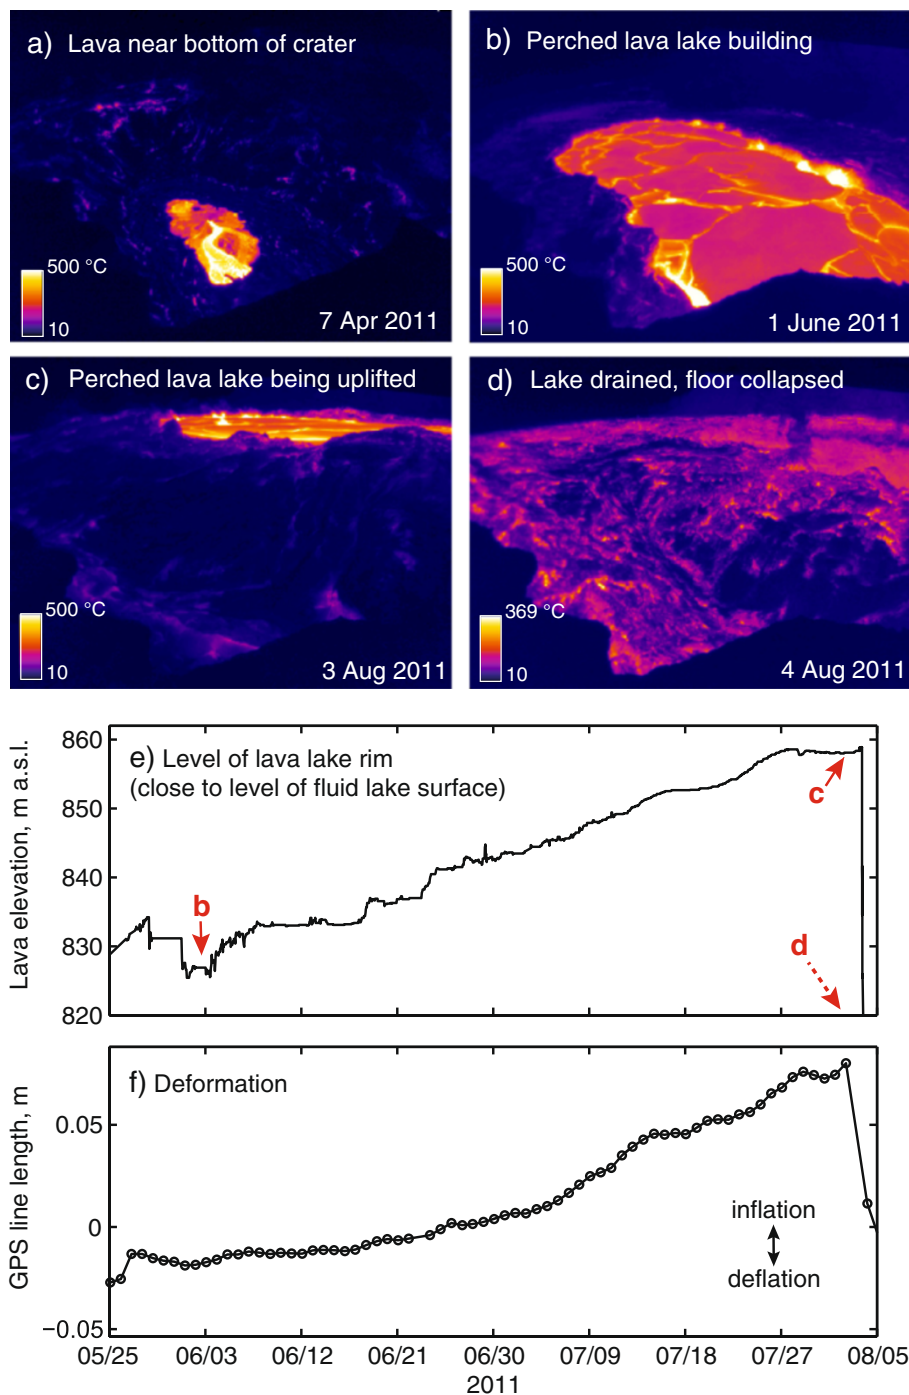 a) Lava near bottom of crater
500 °C
10
7 Apr 2011
b) Perched lava lake building
500 °C
10
1 June 2011
c) Perched lava lake being uplifted
500 °C
10
3 Aug 2011
d) Lake drained, floor collapsed
369 °C
10
4 Aug 2011
Lava elevation, m a.s.l.
860
850
840
830
820
e) Level of lava lake rim
(close to level of fluid lake surface)
b
c
d
GPS line length, m
0.05
0
−0.05
f) Deformation
inflation
deflation
05/25 06/03 06/12 06/21 06/30 07/09 07/18 07/27 08/05
2011